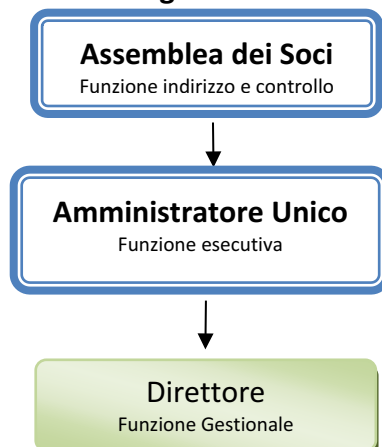 Assemblea dei Soci
Funzione indirizzo e controllo
Amministratore Unico
Funzione esecutiva
Direttore
Funzione Gestionale